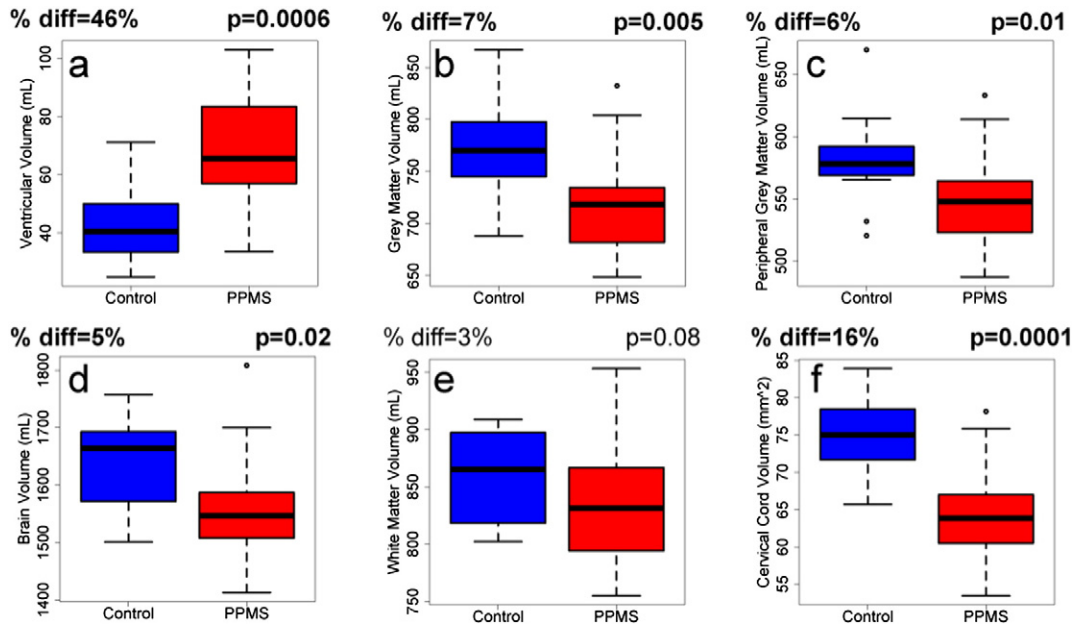 % diff=46% p=0.0006
a
Ventricular Volume (mL)
100
80
60
40
Control PPMS
% diff=7% p=0.005
b
Grey Matter Volume (mL)
850
800
750
700
650
Control PPMS
% diff=6% p=0.01
c
Peripheral Grey Matter Volume (mL)
650
600
550
500
Control PPMS
% diff=5% p=0.02
d
Brain Volume (mL)
1800
1700
1600
1500
1400
Control PPMS
% diff=3% p=0.08
e
White Matter Volume (mL)
950
900
850
800
750
Control PPMS
% diff=16% p=0.0001
f
Cervical Cord Volume (mm^2)
85
80
75
70
65
60
55
Control PPMS